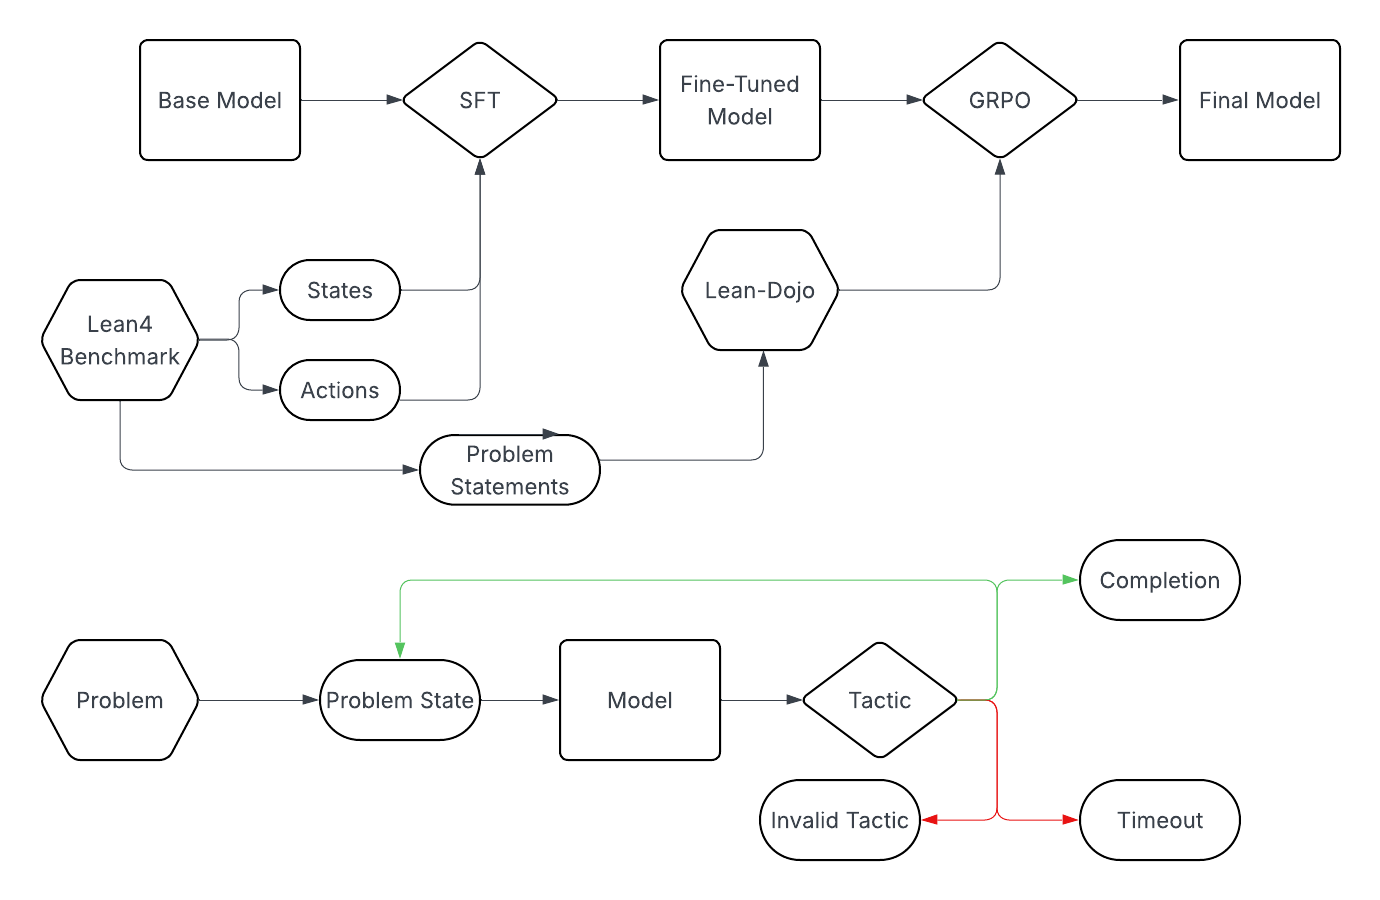 Base Model
SFT
Fine-Tuned
Model
GRPO
Final Model
Lean4
Benchmark
States
Actions
Lean-Dojo
Problem
Statements
Completion
Problem
Problem State
Model
Tactic
Invalid Tactic
Timeout